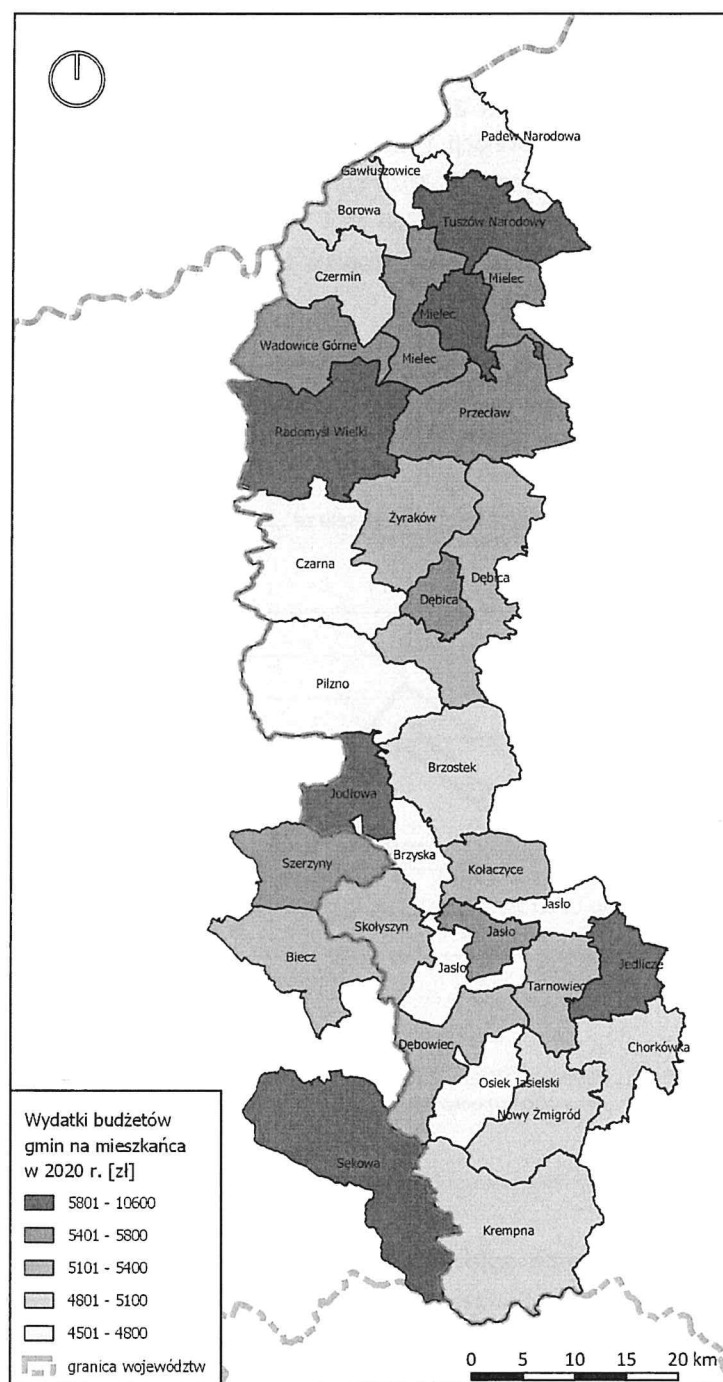 Padew Narodowa
Gawłuszowice
Borowa
Tuszów Narodowy
Czermin
Mielec
Mielec
Wadowice Górne
Mielec
Przecław
Radomyśl Wielki
Żyraków
Czarna
Dębica
Dębica
Pilzno
Brzostek
Jodłowa
Brzyska
Szerzyny
Kołaczyce
Jasło
Skołyszyn
Jasło
Biecz
Jasło
Jedlicze
Tarnowiec
Dębowiec
Chorkówka
Osiek Jasielski
Nowy Żmigród
Sękowa
Krempna
Wydatki budżetów
gmin na mieszkańca
w 2020 r. [zł]
5801 - 10600
5401 - 5800
5101 - 5400
4801 - 5100
4501 - 4800
granica województw
0 5 10 15 20 km